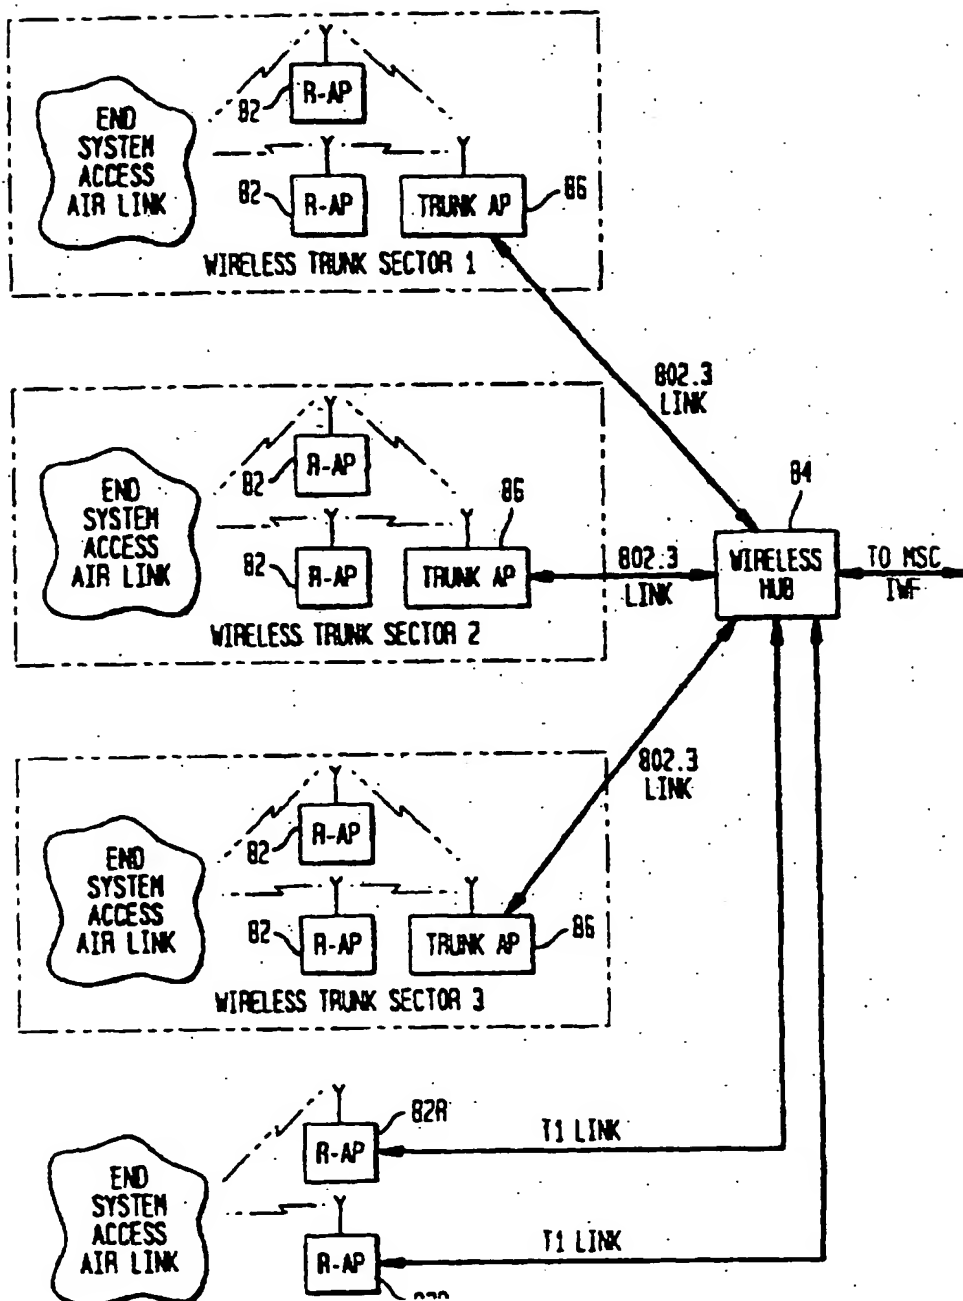 82
R-AP
END
SYSTEM
ACCESS
AIR LINK
82
R-AP
TRUNK AP
86
WIRELESS TRUNK SECTOR 1
802.3
LINK
82
R-AP
END
SYSTEM
ACCESS
AIR LINK
86
82
R-AP
TRUNK AP
802.3
LINK
84
WIRELESS
HUB
TO MSC
IWF
WIRELESS TRUNK SECTOR 2
802.3
LINK
82
R-AP
END
SYSTEM
ACCESS
AIR LINK
82
R-AP
TRUNK AP
86
WIRELESS TRUNK SECTOR 3
82A
R-AP
T1 LINK
END
SYSTEM
ACCESS
AIR LINK
R-AP
T1 LINK